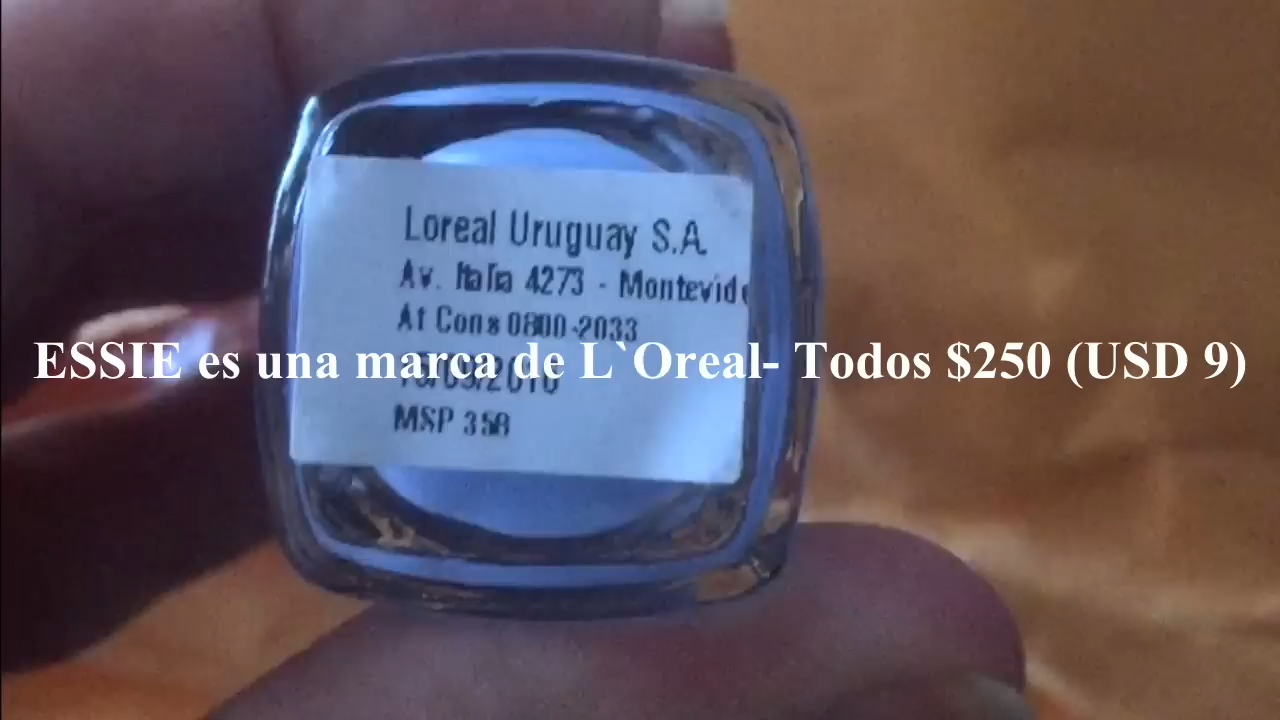 Loreal Uruguay S.A.
Av. Italia 4273 - Montevide
At Cons 0800-2033
ESSIE es una marca de L`Oreal- Todos $250 (USD 9)
MSP 358